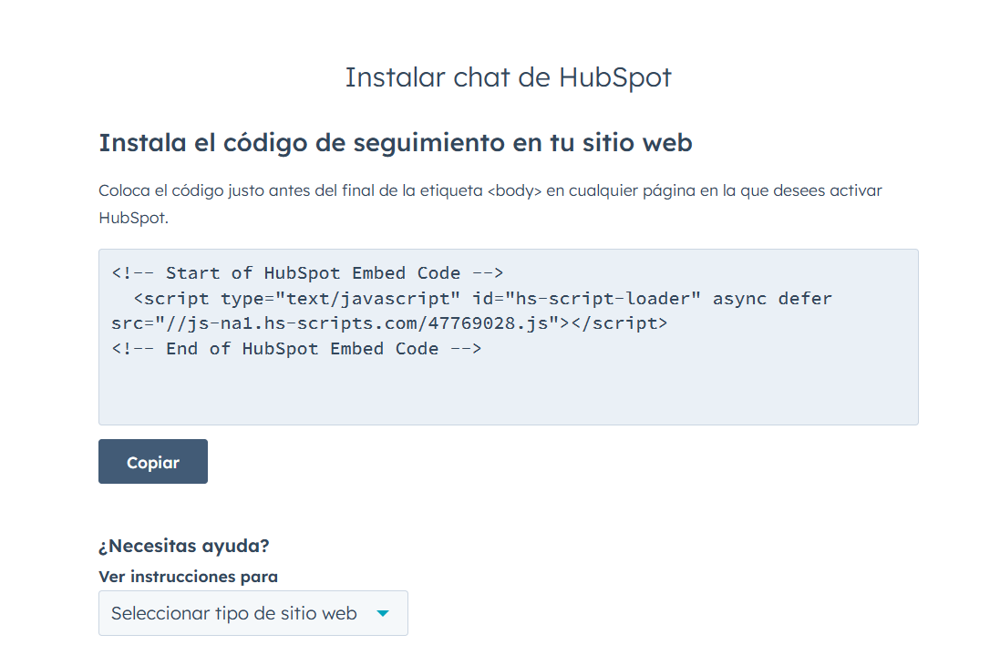 Instalar chat de HubSpot
Instala el código de seguimiento en tu sitio web
Coloca el código justo antes del final de la etiqueta <body> en cualquier página en la que desees activar
HubSpot.
<!-- Start of HubSpot Embed Code -->
<script type="text/javascript" id="hs-script-loader" async defer
src="//js-na1.hs-scripts.com/47769028.js"></script>
<!-- End of HubSpot Embed Code -->
Copiar
¿Necesitas ayuda?
Ver instrucciones para
Seleccionar tipo de sitio web